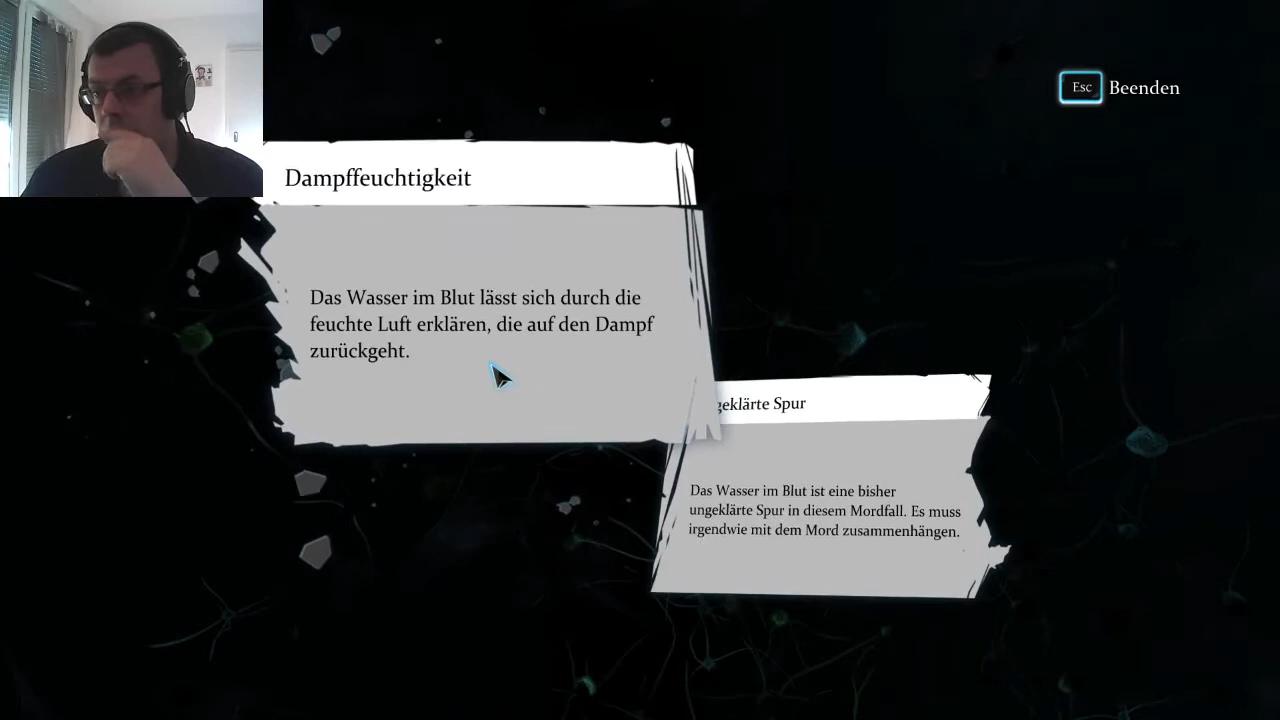 Esc Beenden
Dampffeuchtigkeit
Das Wasser im Blut lässt sich durch die
feuchte Luft erklären, die auf den Dampf
zurückgeht.
geklärte Spur
Das Wasser im Blut ist eine bisher
ungeklärte Spur in diesem Mordfall. Es muss
irgendwie mit dem Mord zusammenhängen.